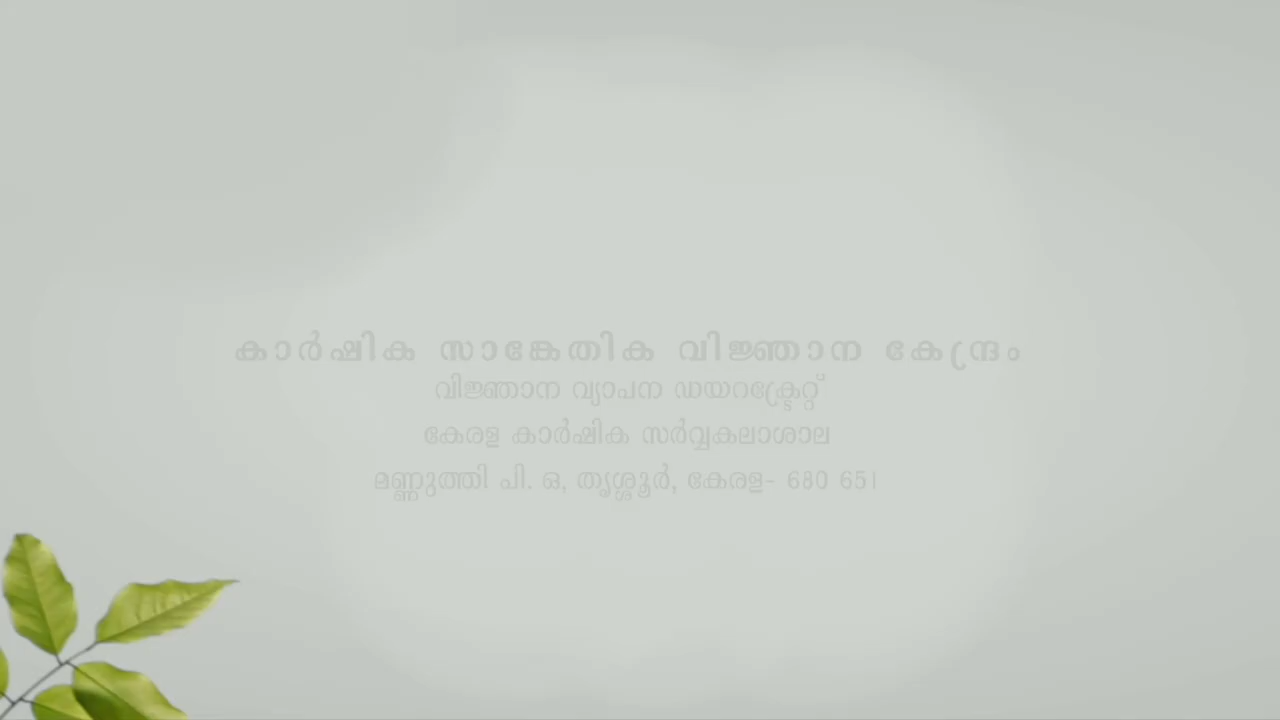 കാർഷിക സാങ്കേതിക വിജ്ഞാന കേന്ദ്രം
വിജ്ഞാന വ്യാപന ഡയറക്ട്രേറ്റ്
കേരള കാർഷിക സർവ്വകലാശാല
മണ്ണുത്തി പി. ഒ, തൃശ്ശൂർ, കേരള- 680 651